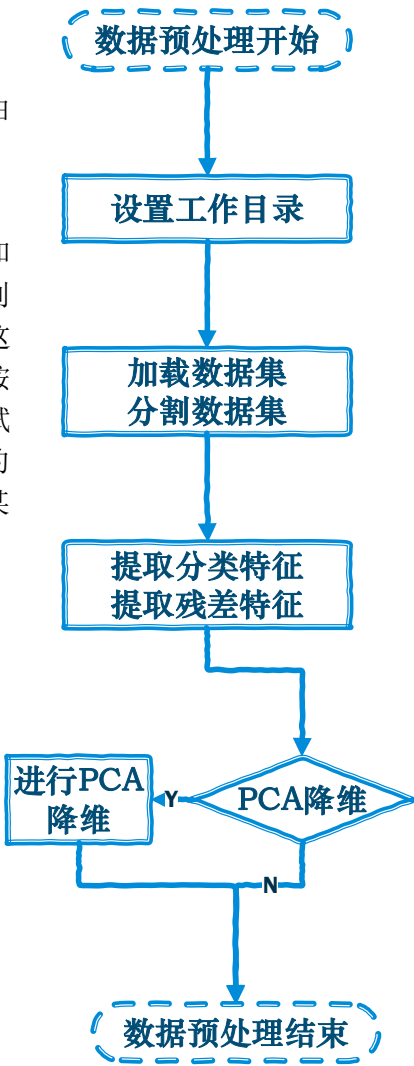 数据预处理开始
设置工作目录
加载数据集
分割数据集
提取分类特征
提取残差特征
PCA降维
Y
进行PCA
降维
N
数据预处理结束